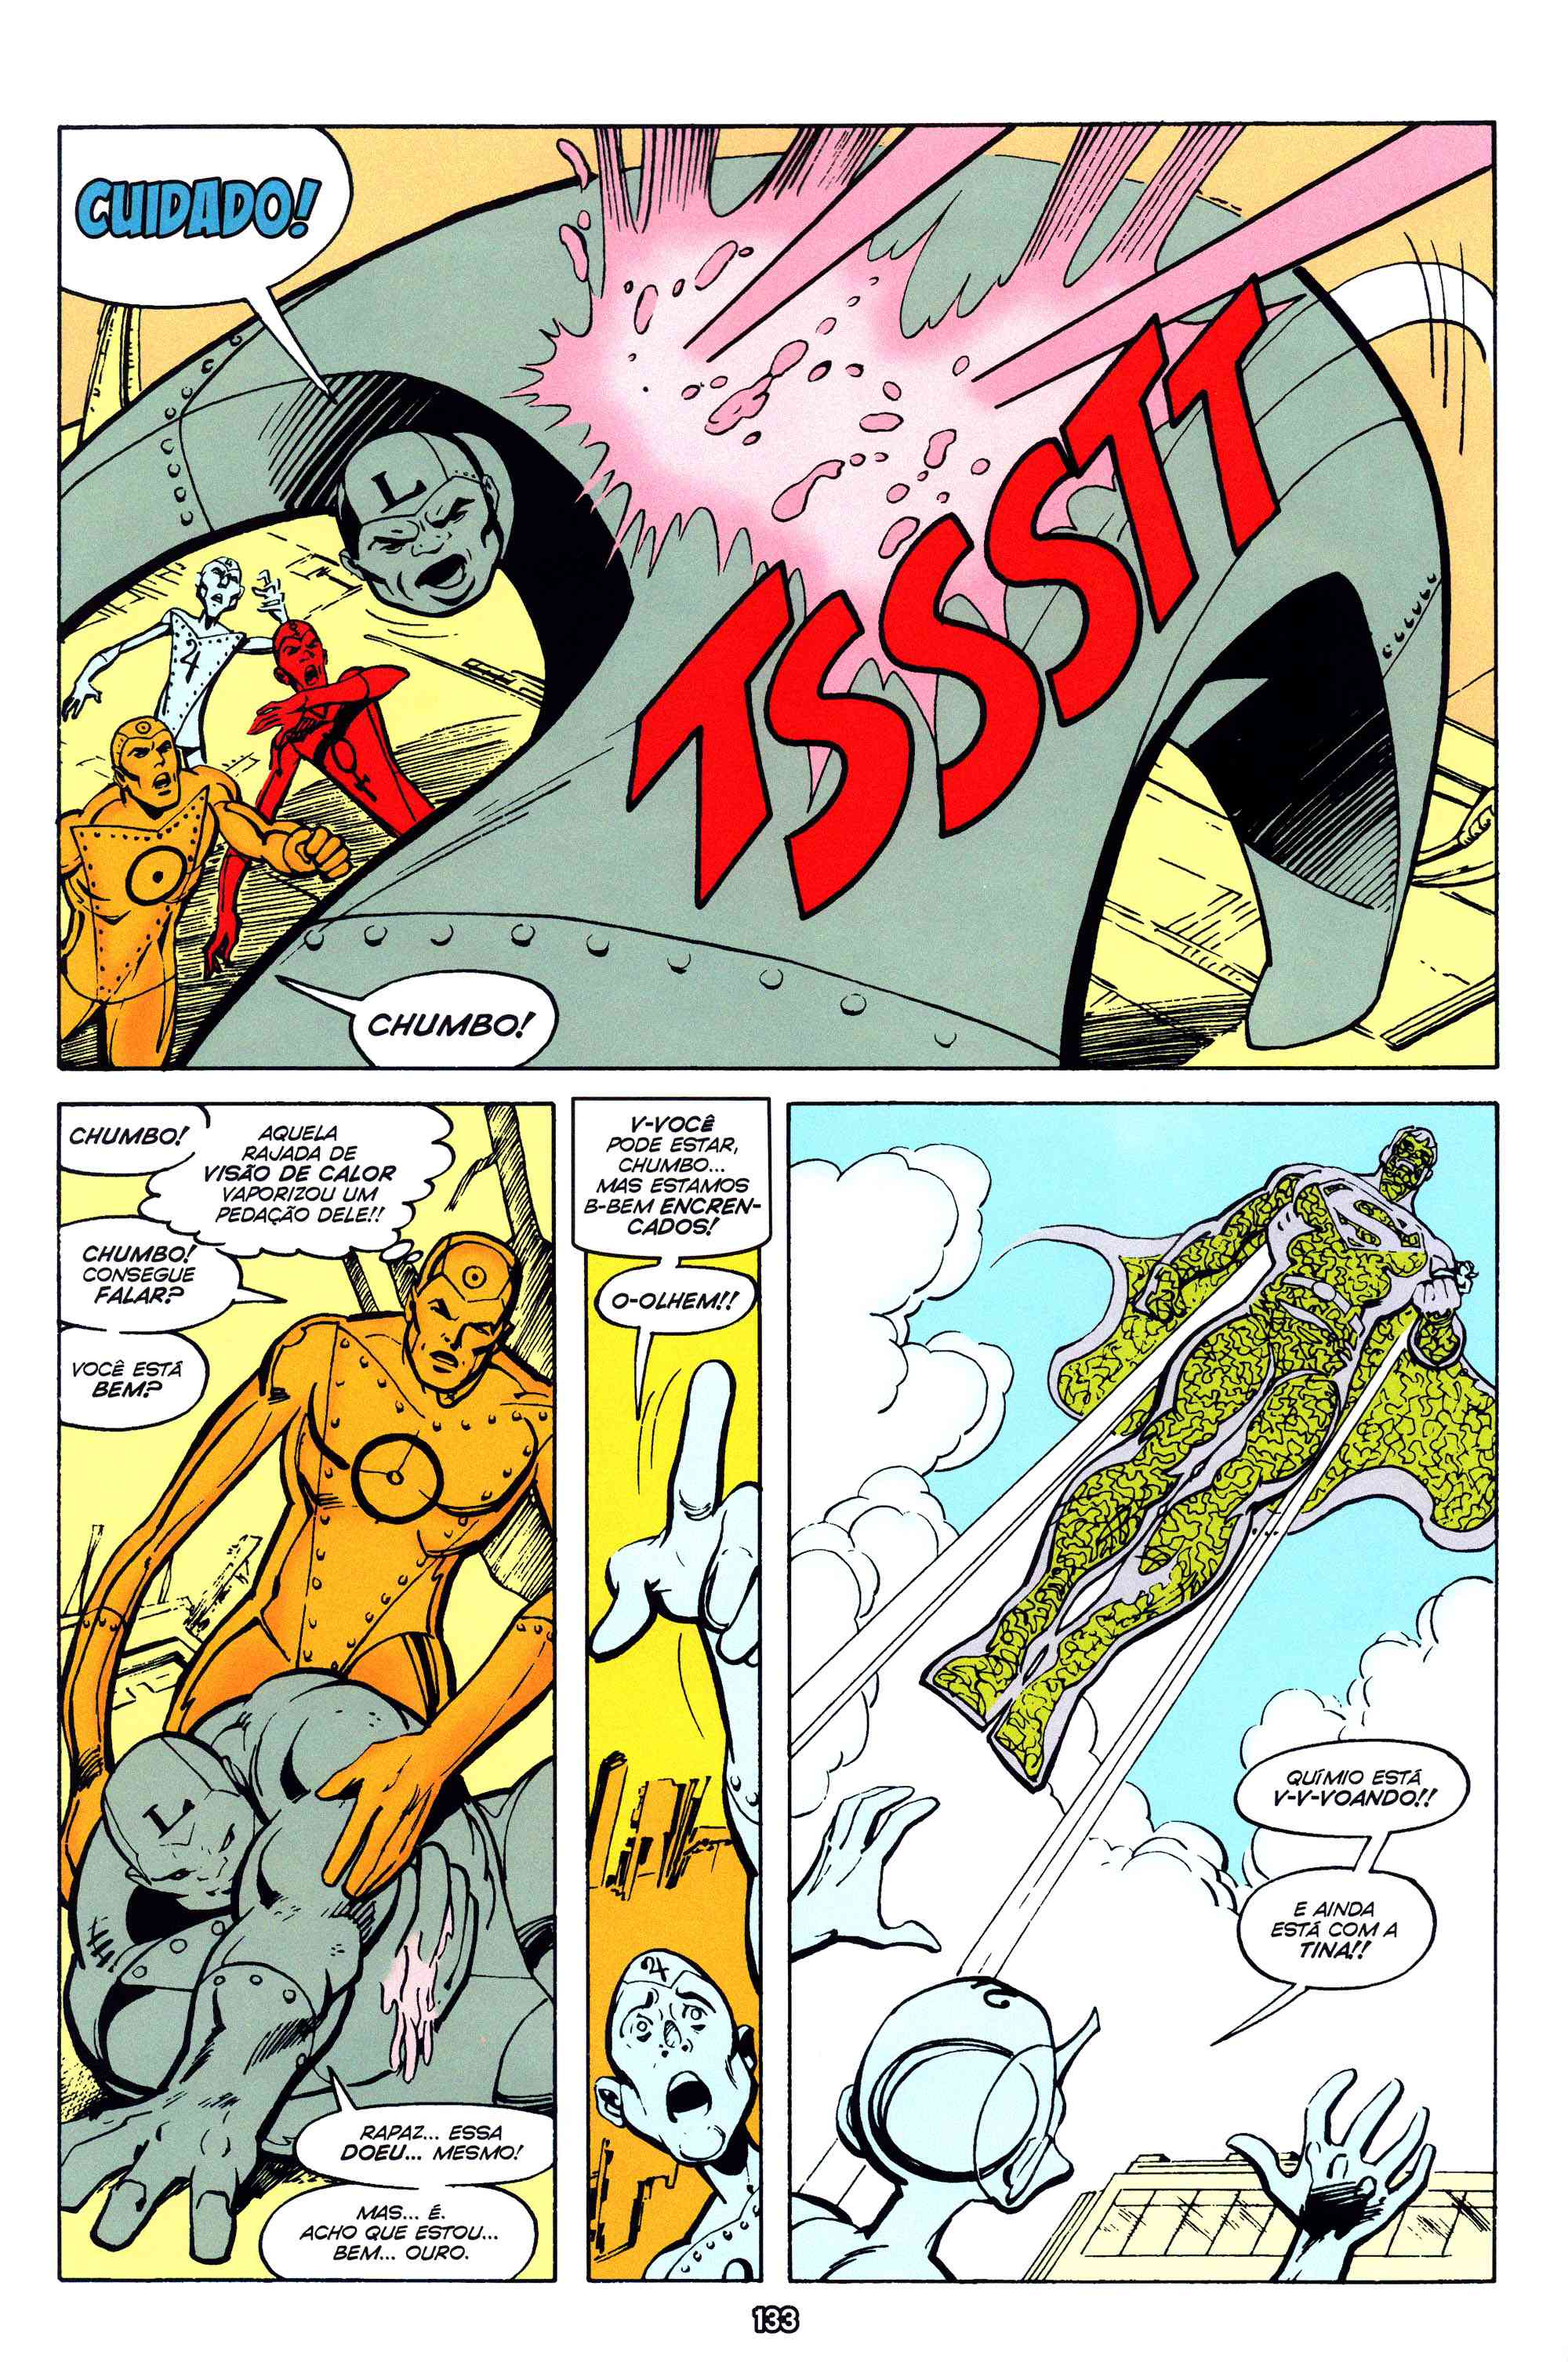 CUIDADO!
L
4
TSSSTT
CHUMBO!
CHUMBO!
AQUELA
RAJADA DE
VISÃO DE CALOR
VAPORIZOU UM
PEDAÇÃO DELE!!
CHUMBO!
CONSEGUE
FALAR?
VOCÊ ESTÁ
BEM?
L
RAPAZ... ESSA
DOEU... MESMO!
MAS... É.
ACHO QUE ESTOU...
BEM... OURO.
V-VOCÊ
PODE ESTAR,
CHUMBO...
MAS ESTAMOS
B-BEM ENCREN-
CADOS!
O-OLHEM!!
QUÍMIO ESTÁ
V-V-VOANDO!!
E AINDA
ESTÁ COM A
TINA!!
133